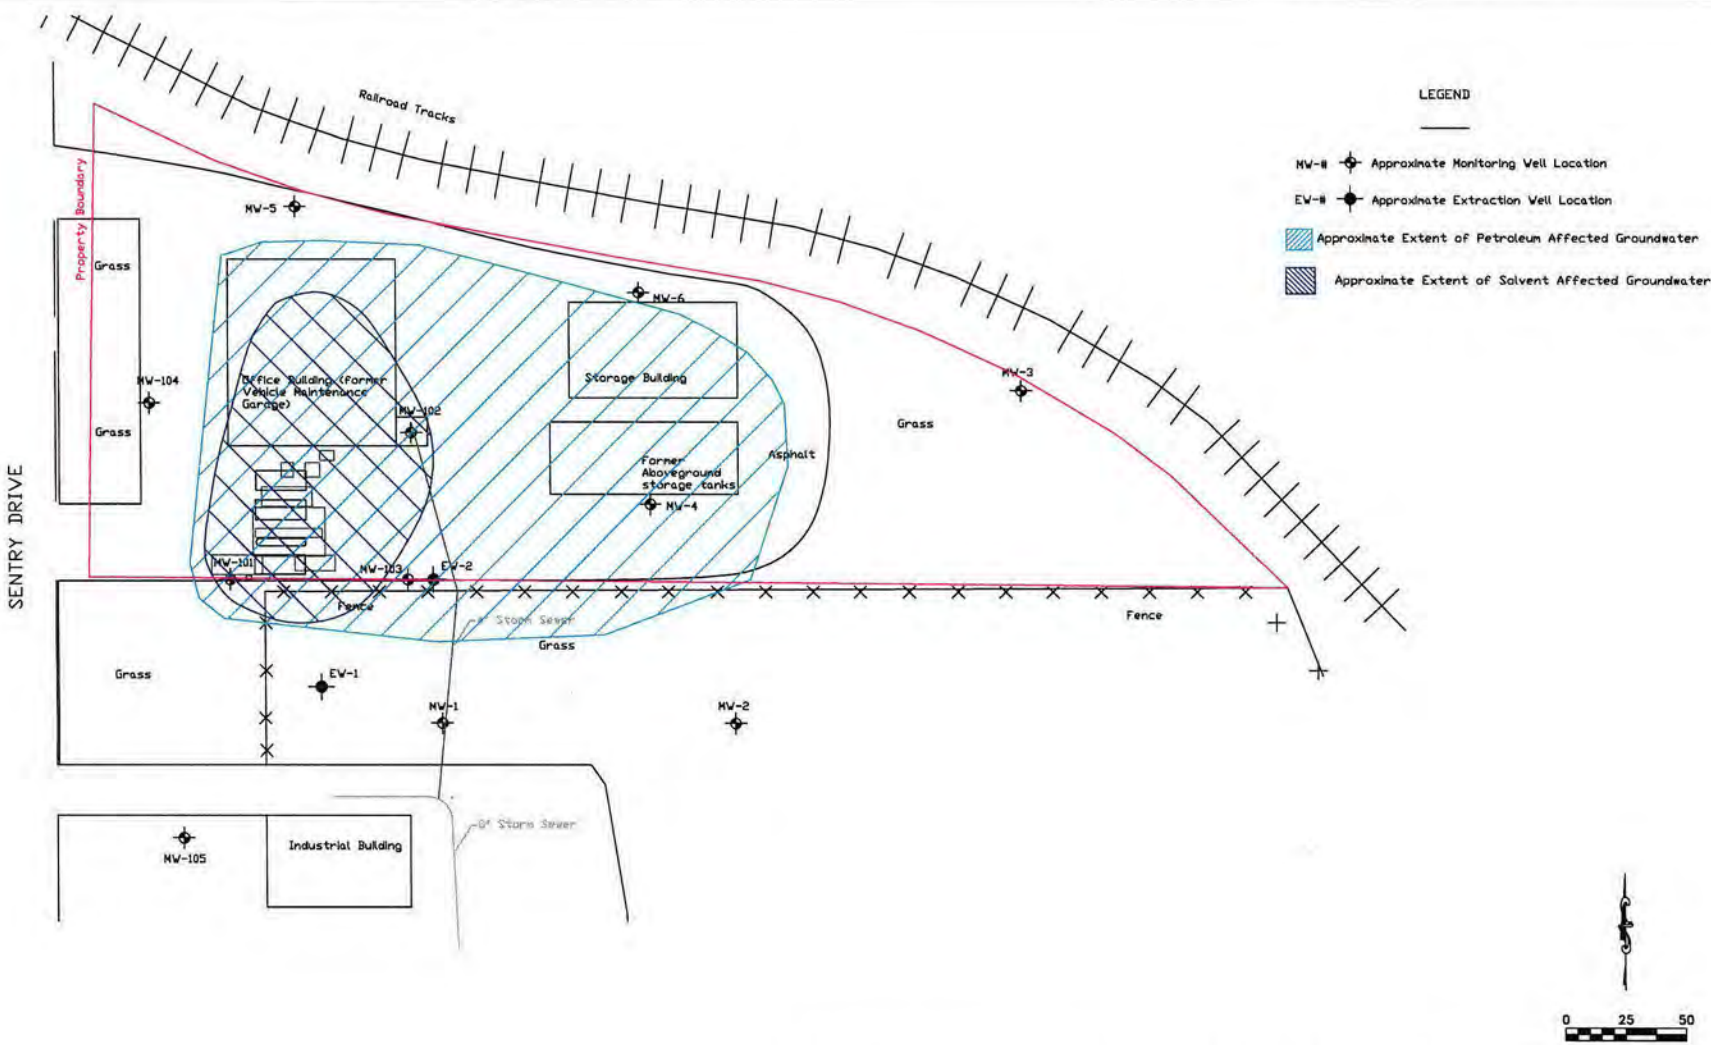 LEGEND
Railroad Tracks
MW-# Approximate Monitoring Well Location
Property Boundary
EW-# Approximate Extraction Well Location
MW-5
Approximate Extent of Petroleum Affected Groundwater
Grass
Approximate Extent of Solvent Affected Groundwater
MW-6
MW-104
Office Building (former
Vehicle Maintenance
Garage)
Storage Building
MW-3
MW-102
Grass
Grass
Asphalt
Former
Aboveground
storage tanks
MW-4
SENTRY DRIVE
MW-101
MW-103
EW-2
Fence
Storm Sewer
Fence
Grass
Grass
EW-1
MW-1
MW-2
Storm Sewer
Industrial Building
MW-105
0 25 50